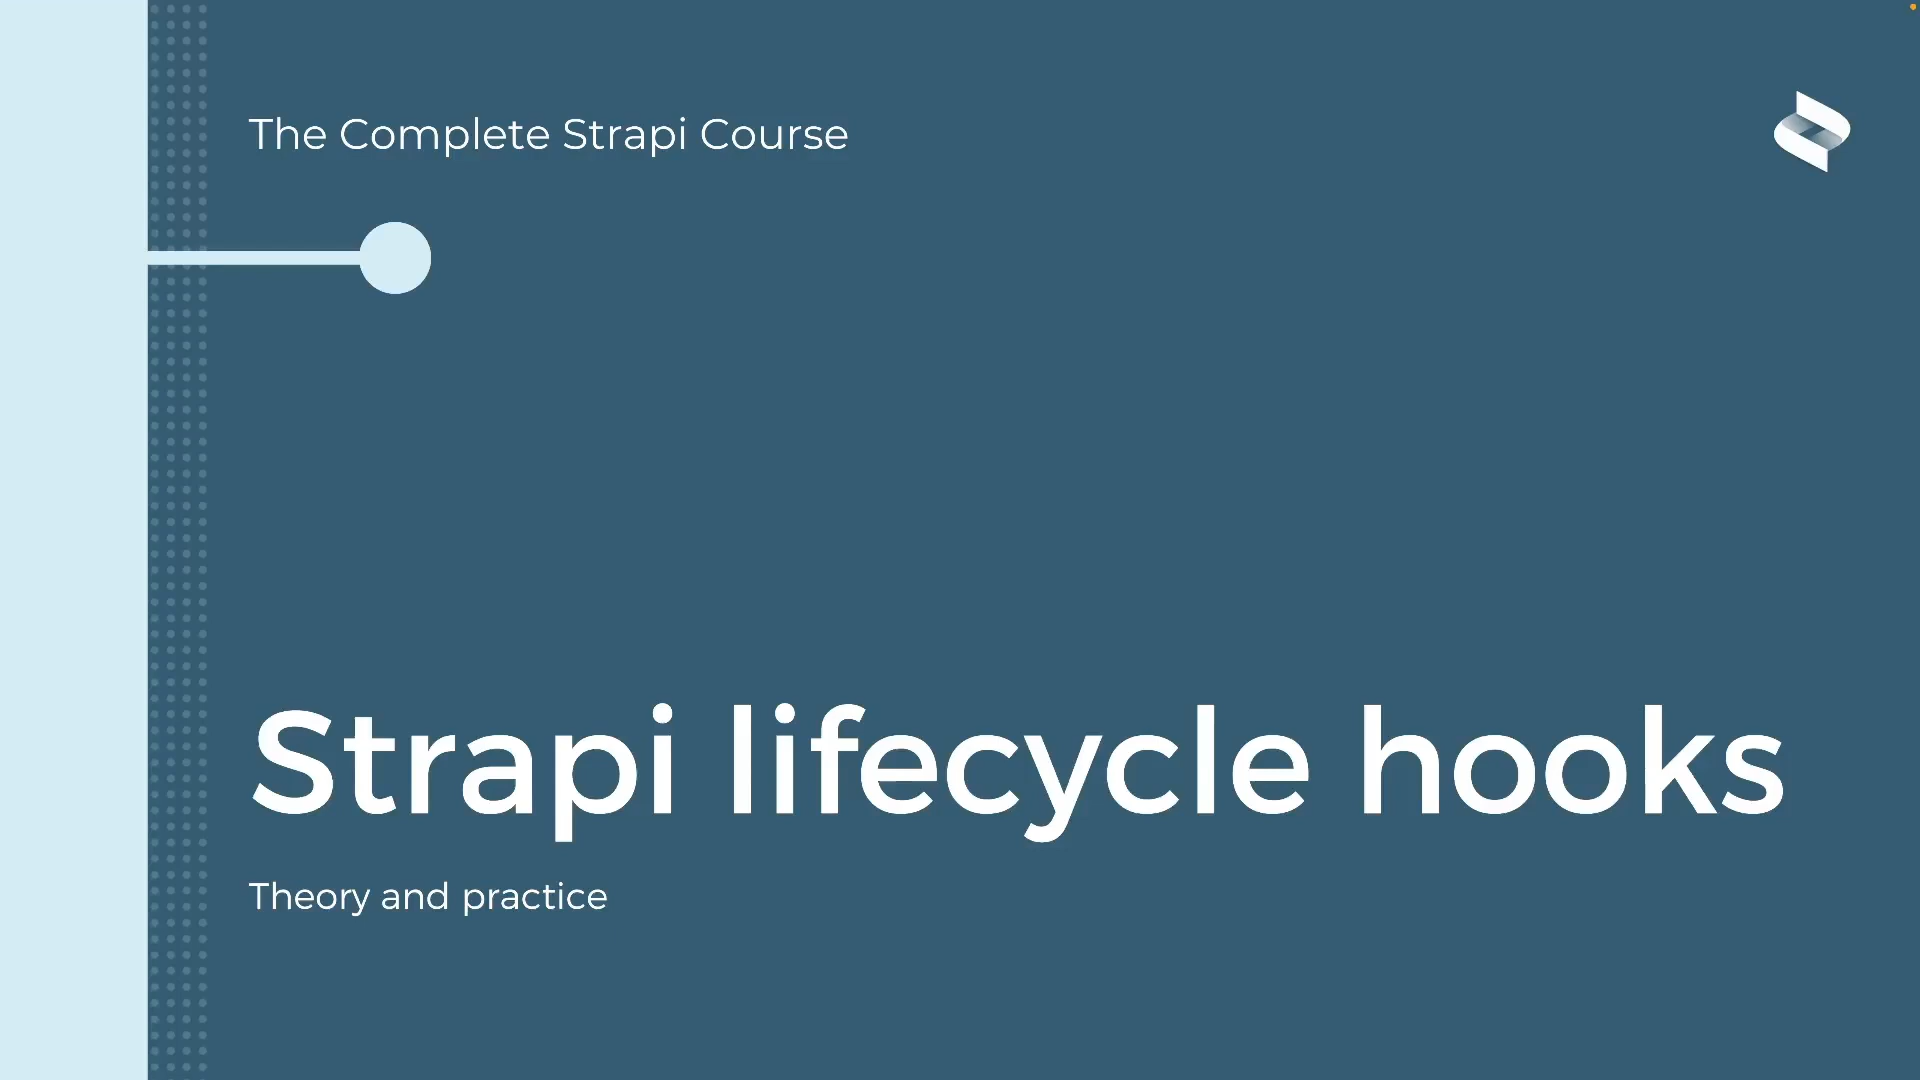 The Complete Strapi Course
Strapi lifecycle hooks
Theory and practice